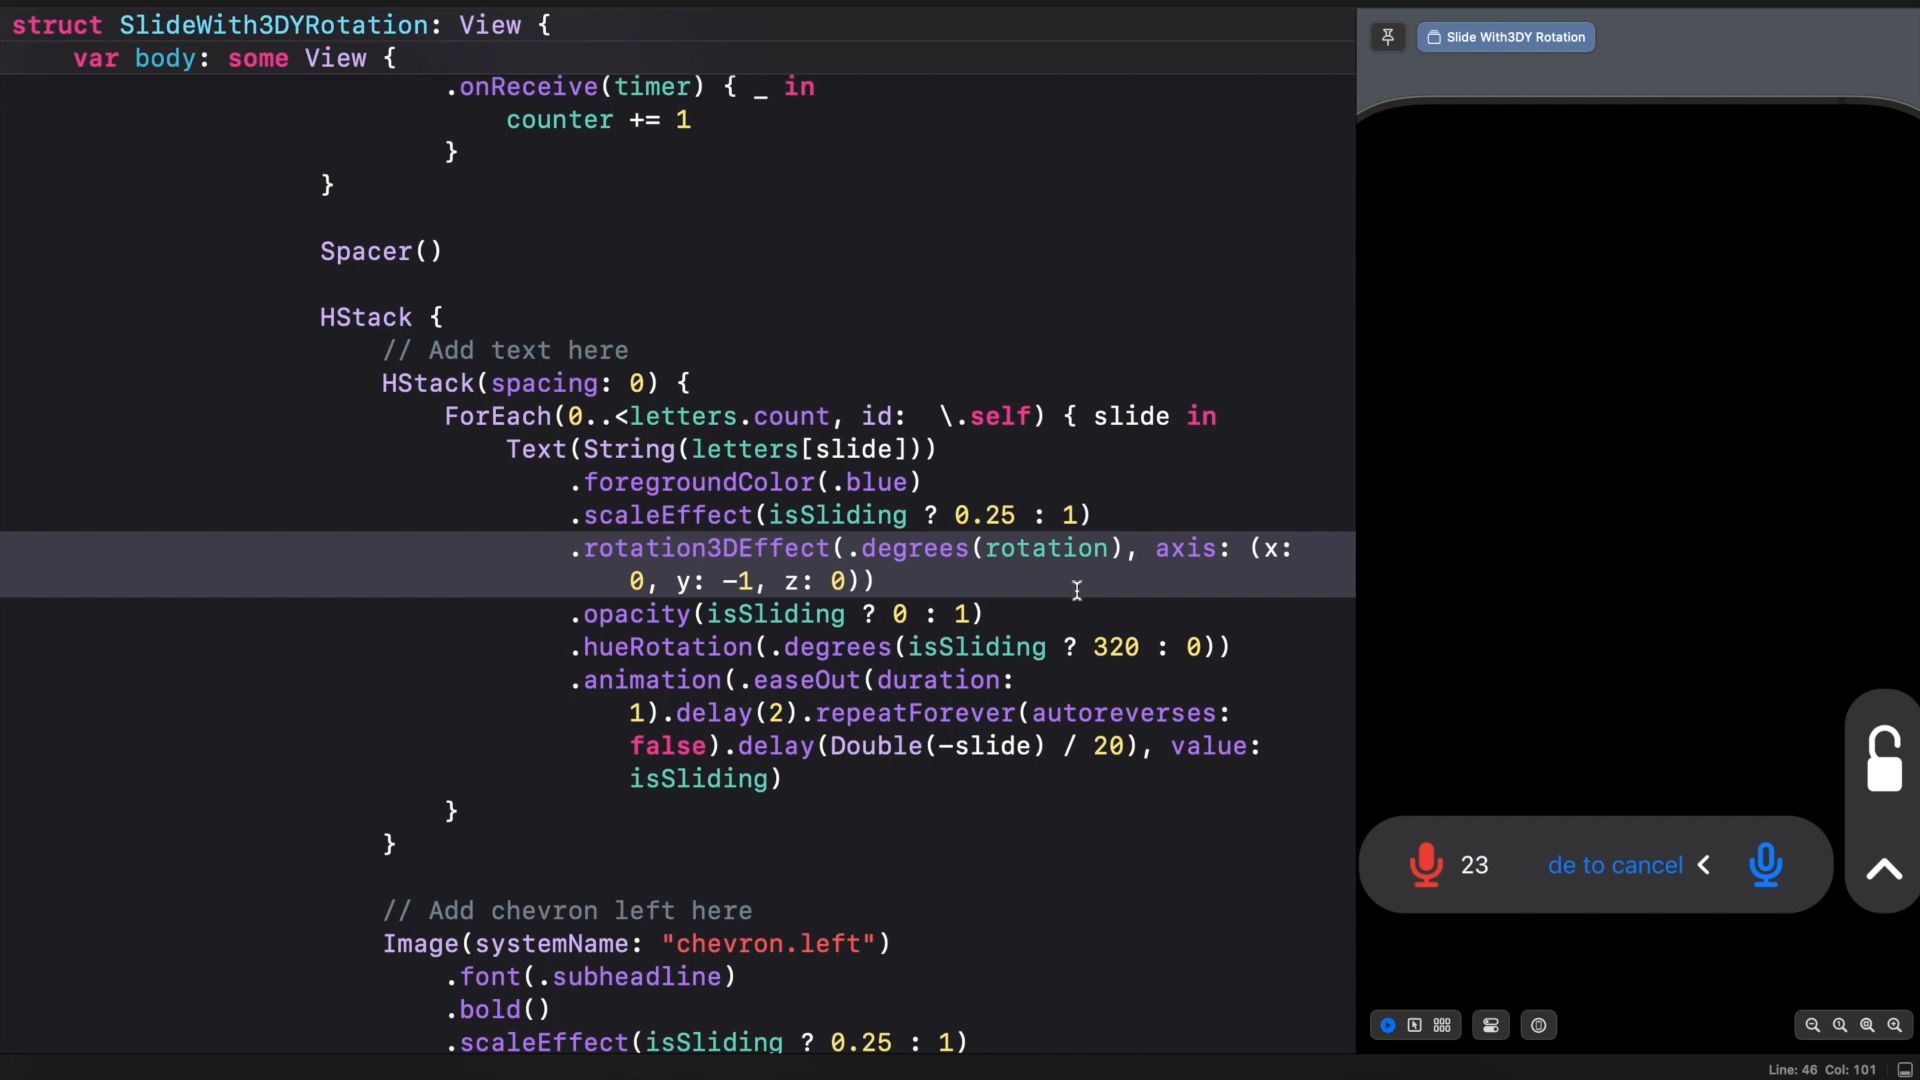 struct SlideWith3DYRotation: View {
var body: some View {
.onReceive(timer) { _ in
counter += 1
}
}
Spacer()
HStack {
// Add text here
HStack(spacing: 0) {
ForEach(0..<letters.count, id:  \.self) { slide in
Text(String(letters[slide]))
.foregroundColor(.blue)
.scaleEffect(isSliding ? 0.25 : 1)
.rotation3DEffect(.degrees(rotation), axis: (x:
0, y: -1, z: 0))
.opacity(isSliding ? 0 : 1)
.hueRotation(.degrees(isSliding ? 320 : 0))
.animation(.easeOut(duration:
1).delay(2).repeatForever(autoreverses:
false).delay(Double(-slide) / 20), value:
isSliding)
}
}
// Add chevron left here
Image(systemName: "chevron.left")
.font(.subheadline)
.bold()
.scaleEffect(isSliding ? 0.25 : 1)
Slide With3DY Rotation
23 de to cancel
Line: 46 Col: 101